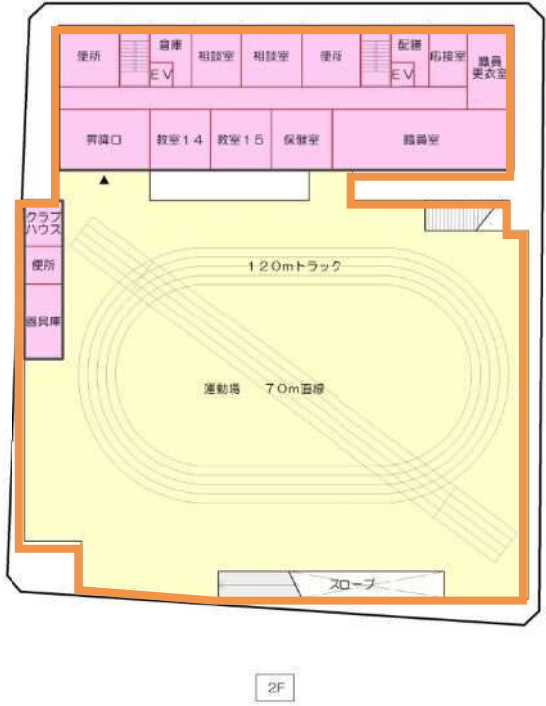 便所
倉庫
EV
相談室
相談室
便所
配膳
EV
応接室
職員
更衣室
昇降口
教室14
教室15
保健室
職員室
▲
クラブ
ハウス
便所
器具庫
120mトラック
運動場 70m直線
スロープ
2F